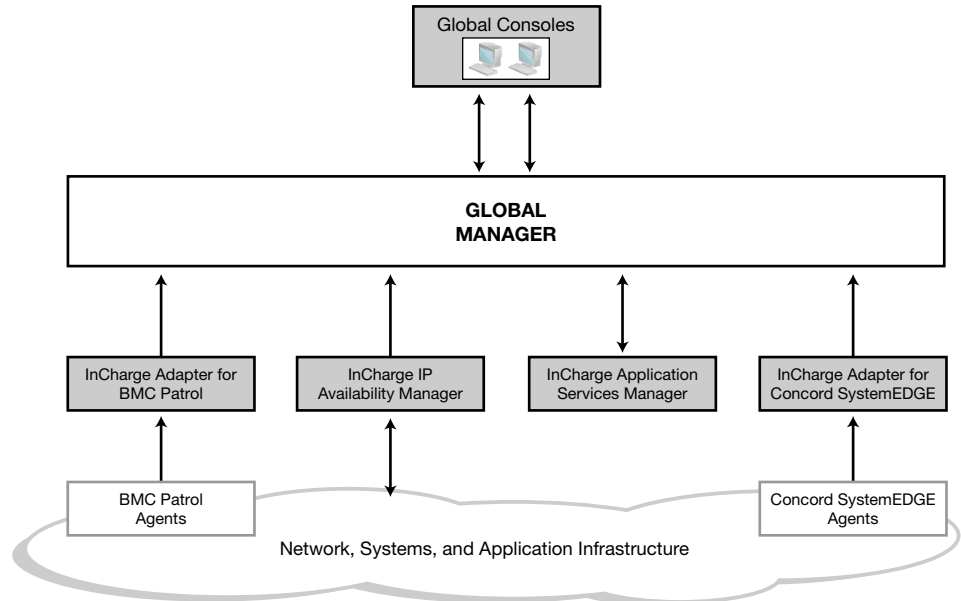 Global Consoles
GLOBAL
MANAGER
InCharge Adapter for
BMC Patrol
InCharge IP
Availability Manager
InCharge Application
Services Manager
InCharge Adapter for
Concord SystemEDGE
BMC Patrol
Agents
Concord SystemEDGE
Agents
Network, Systems, and Application Infrastructure